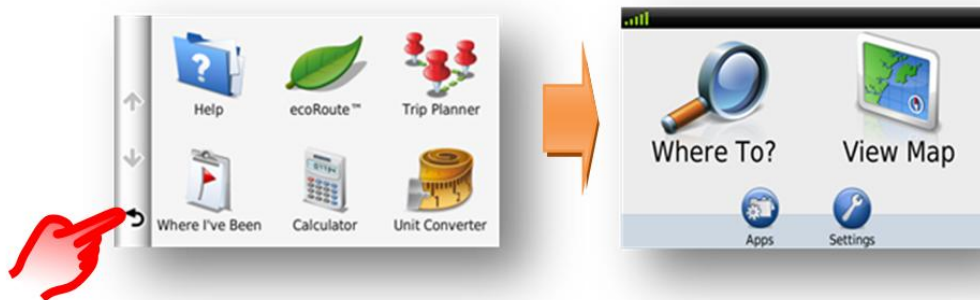 Help
ecoRoute™
Trip Planner
Where I've Been
Calculator
Unit Converter
Where To?
View Map
Apps
Settings